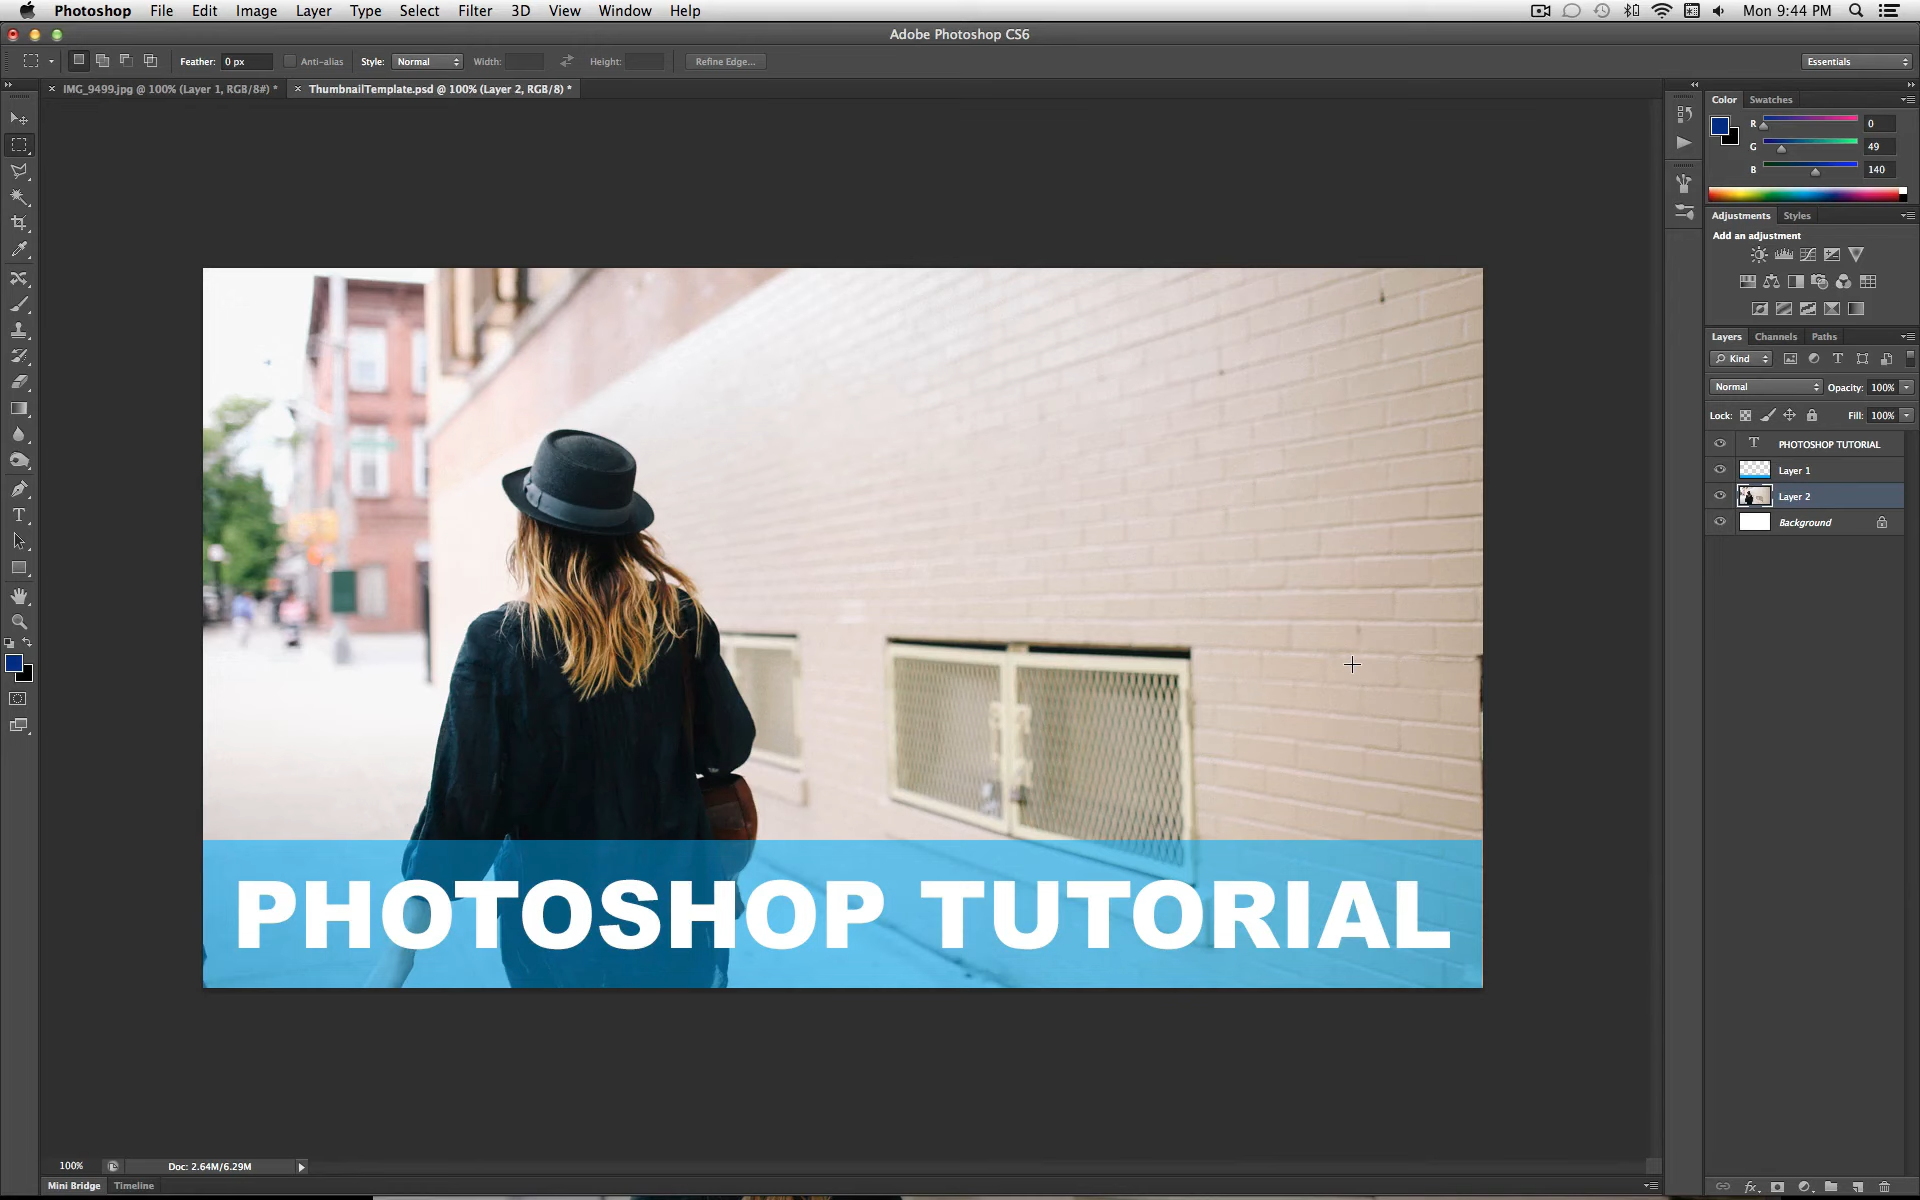 Photoshop File Edit Image Layer Type Select Filter 3D View Window Help Mon 9:44 PM
Adobe Photoshop CS6
Feather: 0 px Anti-alias Style: Normal Width: Height: Refine Edge... Essentials
IMG_9499.jpg @ 100% (Layer 1, RGB/8#) * ThumbnailTemplate.psd @ 100% (Layer 2, RGB/8) *
Color Swatches
R 0
G 49
B 140
Adjustments Styles
Add an adjustment
Layers Channels Paths
Kind
Normal Opacity: 100%
Lock: Fill: 100%
PHOTOSHOP TUTORIAL
Layer 1
Layer 2
Background
PHOTOSHOP TUTORIAL
100% Doc: 2.64M/6.29M
Mini Bridge Timeline